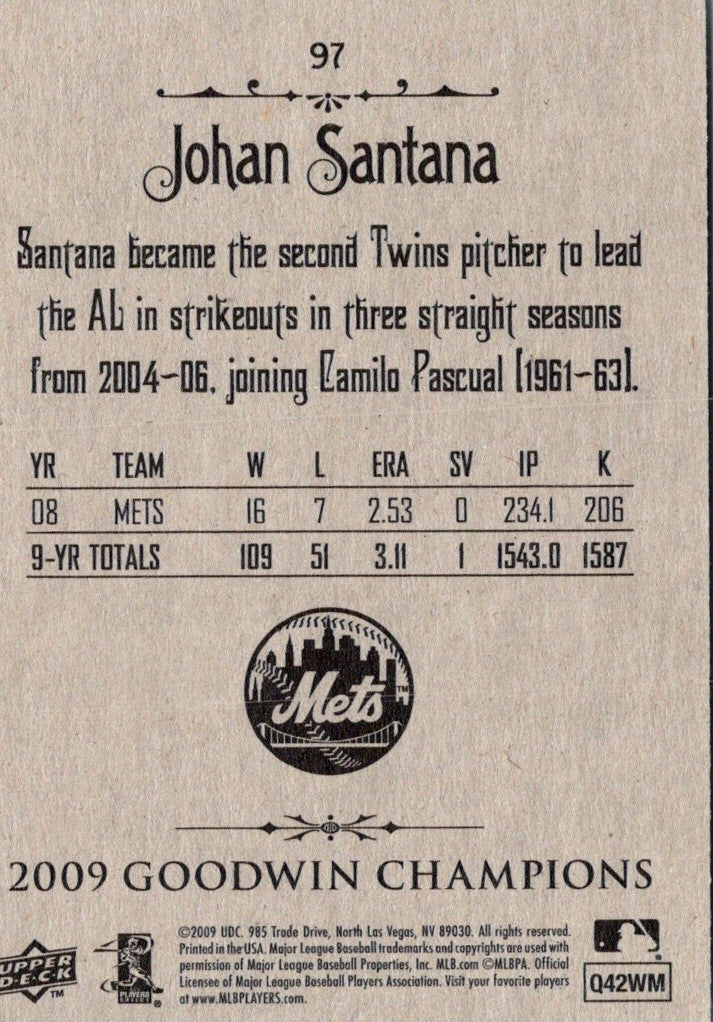 97
Johan Santana
Santana became the second Twins pitcher to lead
the AL in strikeouts in three straight seasons
from 2004-06, joining Camilo Pascual (1961-63).
YR TEAM W L ERA SV IP K
08 METS 16 7 2.53 0 234.1 206
9-YR TOTALS 109 51 3.11 1 1543.0 1587
Mets TM
2009 GOODWIN CHAMPIONS
©2009 UDC. 985 Trade Drive, North Las Vegas, NV 89030. All rights reserved.
Printed in the USA. Major League Baseball trademarks and copyrights are used with
permission of Major League Baseball Properties, Inc. MLB.com ©MLBPA. Official
Licensee of Major League Baseball Players Association. Visit your favorite players
at www.MLBPLAYERS.com.
UPPER
DECK
TM
PLAYERS
Q42WM